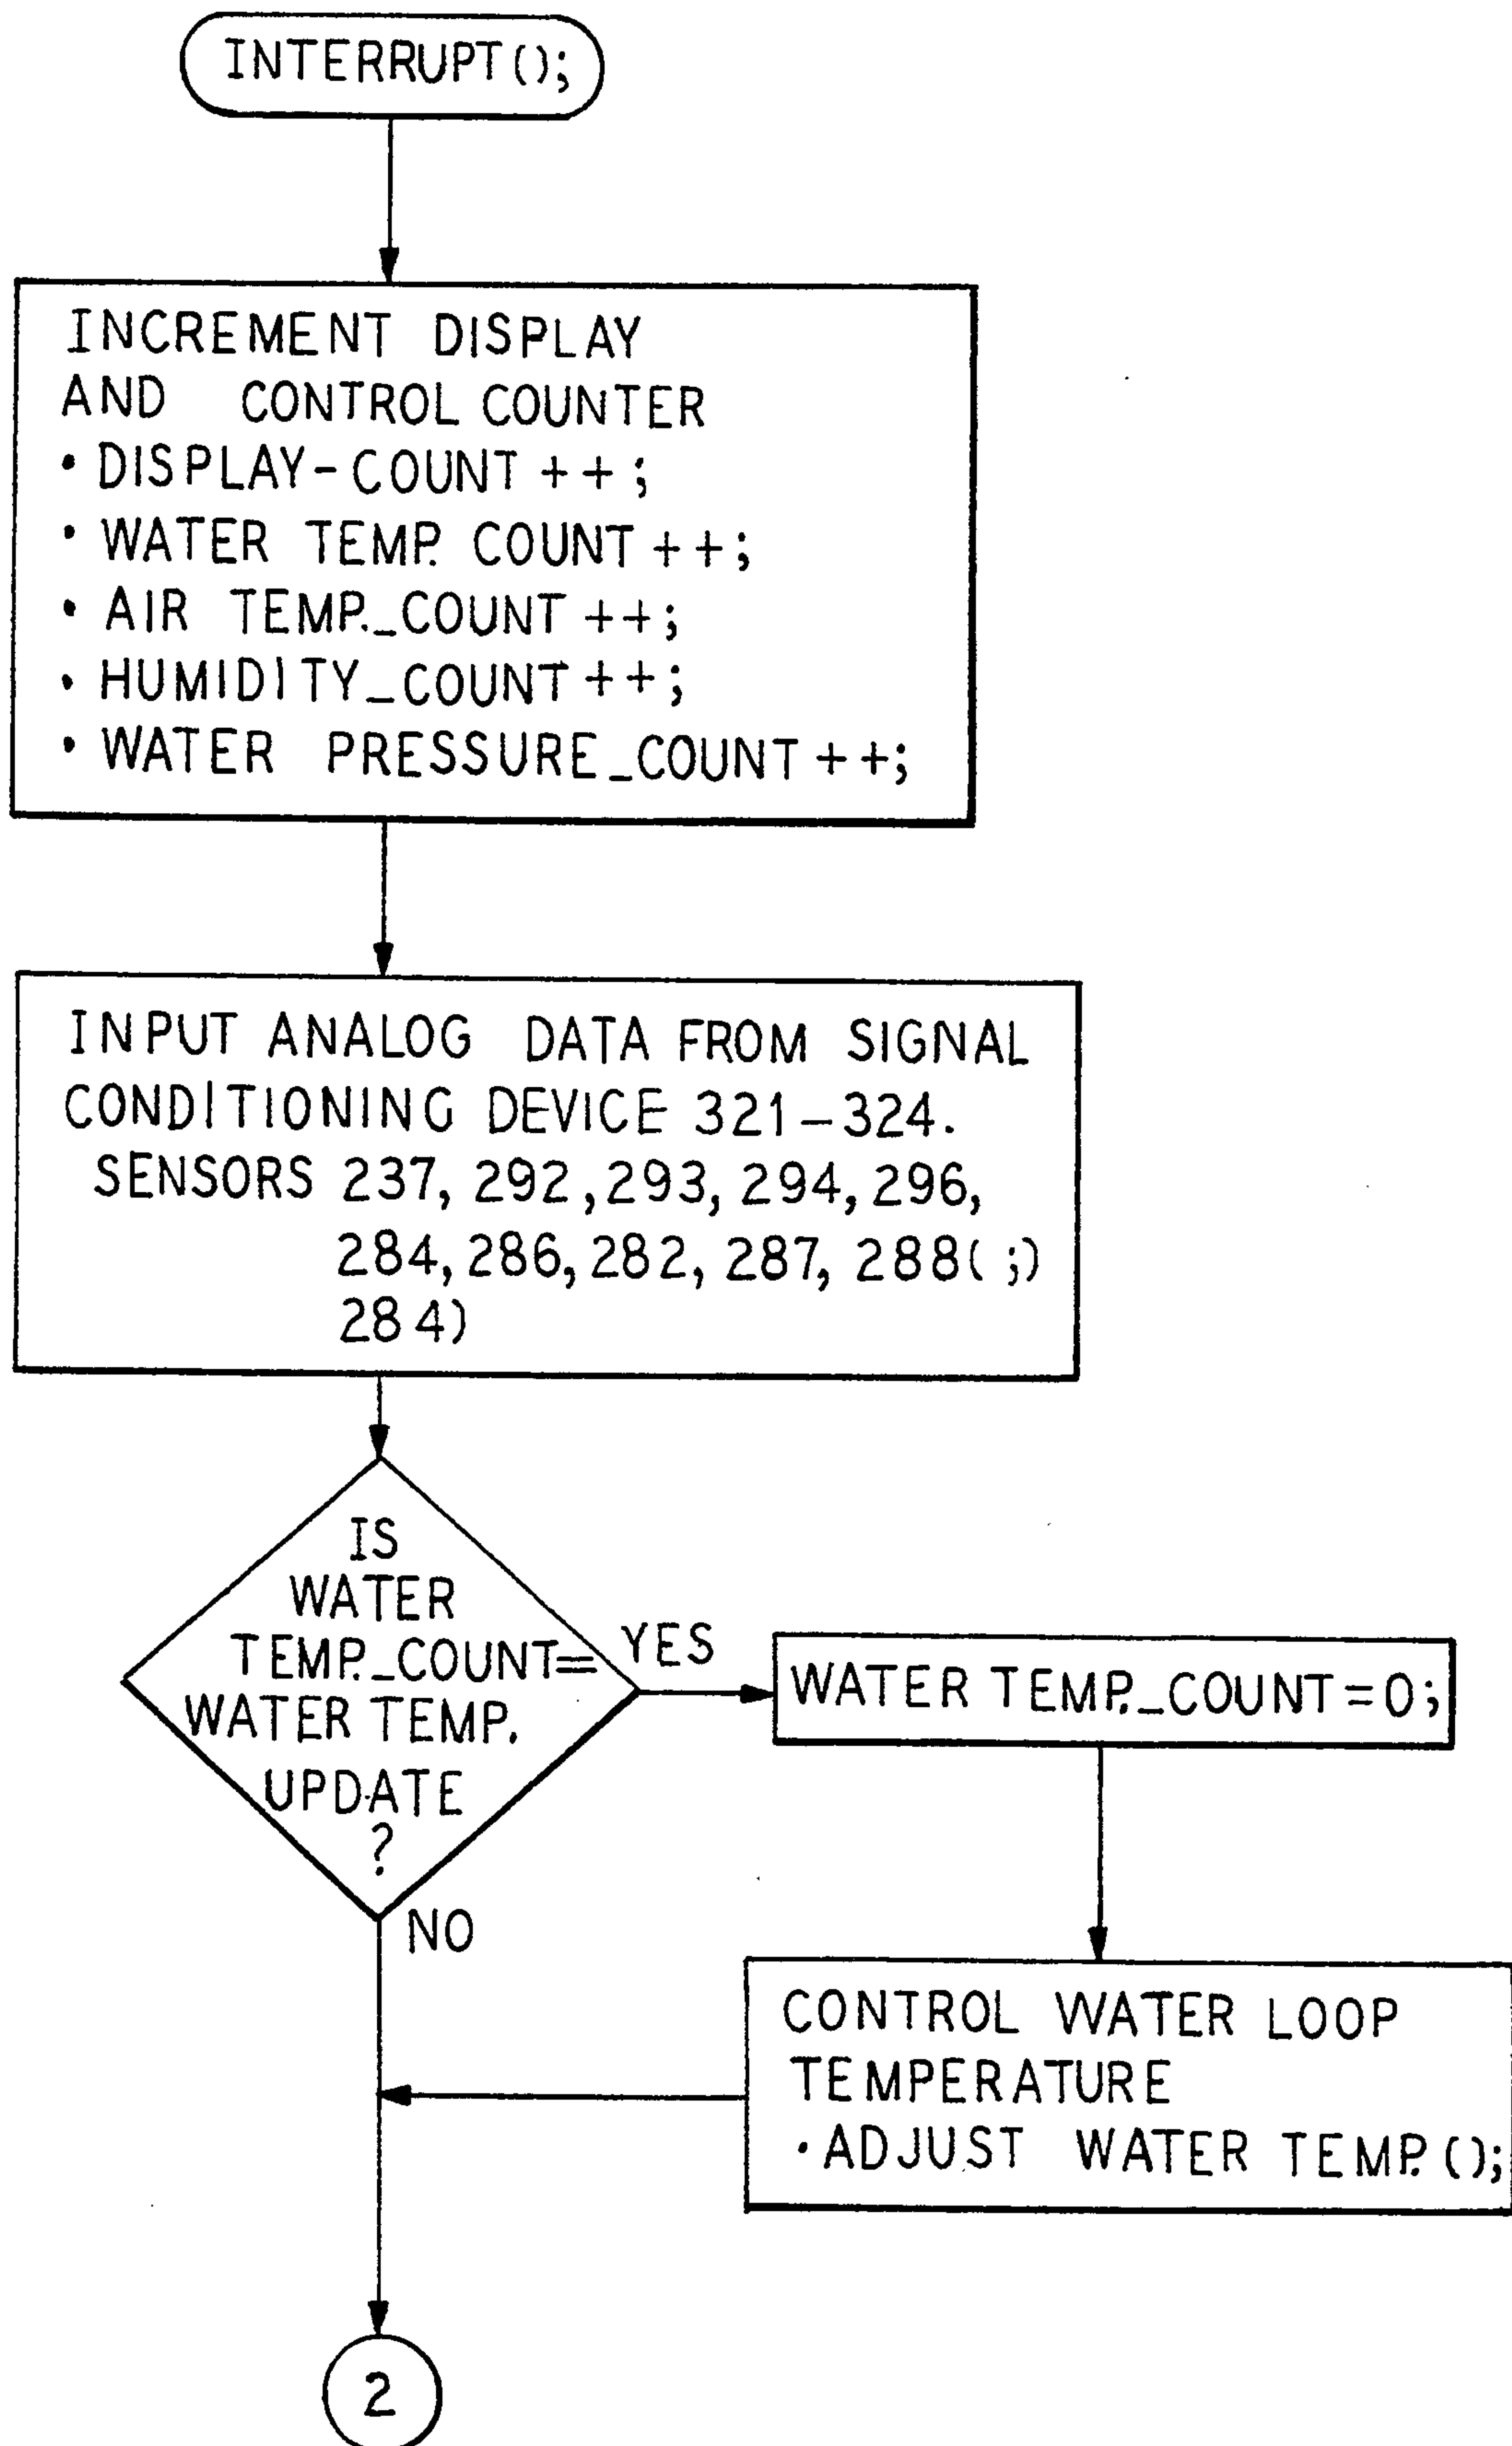 INTERRUPT();
INCREMENT DISPLAY
AND CONTROL COUNTER
• DISPLAY-COUNT ++;
• WATER TEMP. COUNT ++;
• AIR TEMP._COUNT ++;
• HUMIDITY_COUNT ++;
• WATER PRESSURE_COUNT ++;
INPUT ANALOG DATA FROM SIGNAL
CONDITIONING DEVICE 321-324.
SENSORS 237, 292, 293, 294, 296,
284, 286, 282, 287, 288( ;)
284)
IS
WATER
TEMP._COUNT=
WATER TEMP.
UPDATE
?
YES
WATER TEMP._COUNT=0;
NO
CONTROL WATER LOOP
TEMPERATURE
• ADJUST WATER TEMP.();
2